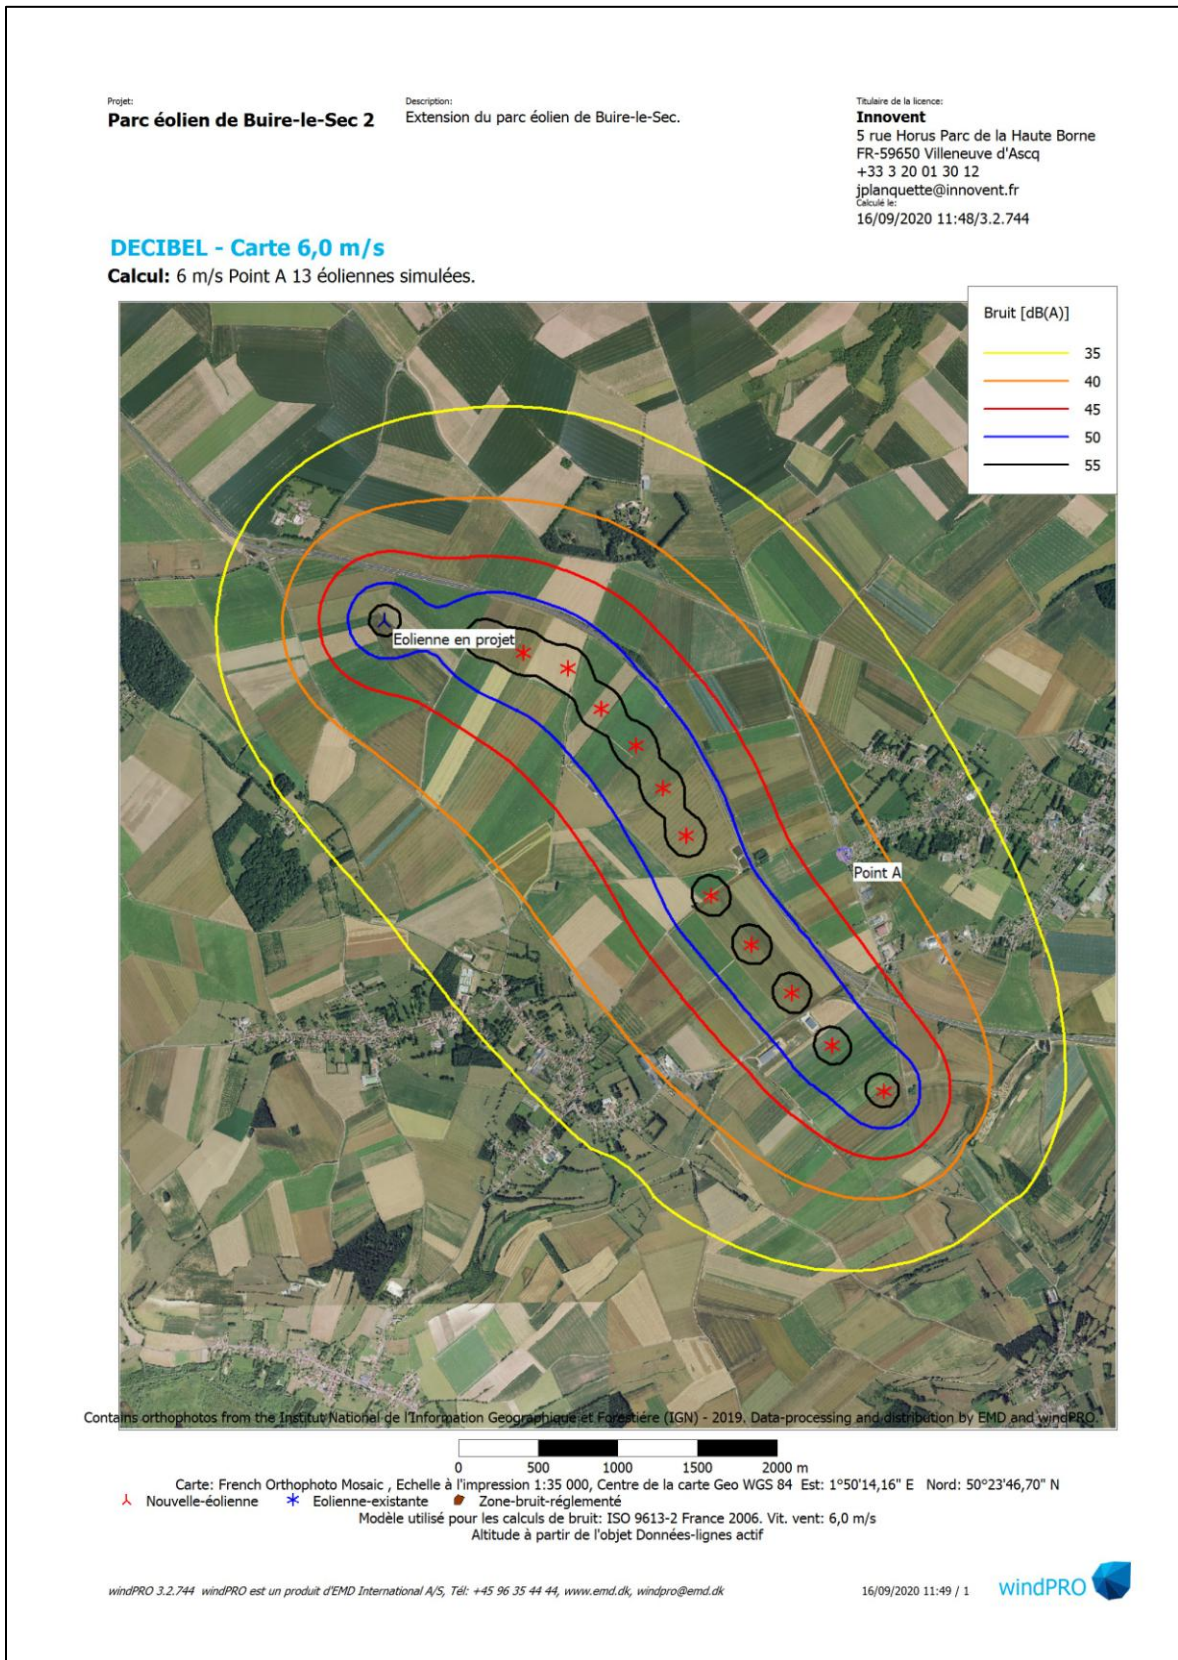 Projet:
Parc éolien de Buire-le-Sec 2
Description:
Extension du parc éolien de Buire-le-Sec.
Titulaire de la licence:
Innovent
5 rue Horus Parc de la Haute Borne
FR-59650 Villeneuve d'Ascq
+33 3 20 01 30 12
jplanquette@innovent.fr
Calculé le:
16/09/2020 11:48/3.2.744
DECIBEL - Carte 6,0 m/s
Calcul: 6 m/s Point A 13 éoliennes simulées.
Bruit [dB(A)]
35
40
45
50
55
Eolienne en projet
Point A
Contains orthophotos from the Institut National de l'Information Geographique et Forestière (IGN) - 2019. Data-processing and distribution by EMD and windPRO.
0 500 1000 1500 2000 m
Carte: French Orthophoto Mosaic , Echelle à l'impression 1:35 000, Centre de la carte Geo WGS 84 Est: 1°50'14,16" E Nord: 50°23'46,70" N
Nouvelle-éolienne Eolienne-existante Zone-bruit-réglementé
Modèle utilisé pour les calculs de bruit: ISO 9613-2 France 2006. Vit. vent: 6,0 m/s
Altitude à partir de l'objet Données-lignes actif
windPRO 3.2.744 windPRO est un produit d'EMD International A/S, Tél: +45 96 35 44 44, www.emd.dk, windpro@emd.dk
16/09/2020 11:49 / 1
windPRO